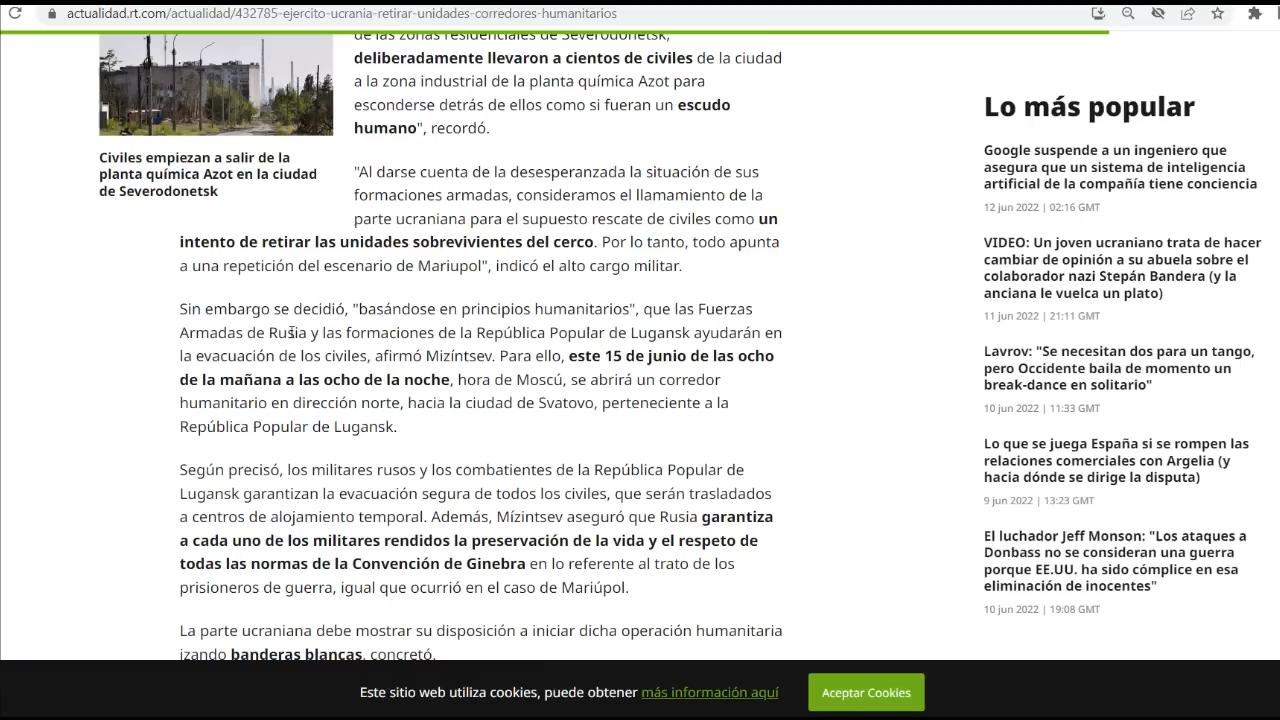 actualidad.rt.com/actualidad/432785-ejercito-ucrania-retirar-unidades-corredores-humanitarios
de las zonas residenciales de Severodonetsk,
deliberadamente llevaron a cientos de civiles de la ciudad
a la zona industrial de la planta química Azot para
esconderse detrás de ellos como si fueran un escudo
humano", recordó.
Civiles empiezan a salir de la
planta química Azot en la ciudad
de Severodonetsk
"Al darse cuenta de la desesperanzada la situación de sus
formaciones armadas, consideramos el llamamiento de la
parte ucraniana para el supuesto rescate de civiles como un
intento de retirar las unidades sobrevivientes del cerco. Por lo tanto, todo apunta
a una repetición del escenario de Mariupol", indicó el alto cargo militar.
Sin embargo se decidió, "basándose en principios humanitarios", que las Fuerzas
Armadas de Rusia y las formaciones de la República Popular de Lugansk ayudarán en
la evacuación de los civiles, afirmó Mizíntsev. Para ello, este 15 de junio de las ocho
de la mañana a las ocho de la noche, hora de Moscú, se abrirá un corredor
humanitario en dirección norte, hacia la ciudad de Svatovo, perteneciente a la
República Popular de Lugansk.
Según precisó, los militares rusos y los combatientes de la República Popular de
Lugansk garantizan la evacuación segura de todos los civiles, que serán trasladados
a centros de alojamiento temporal. Además, Mízintsev aseguró que Rusia garantiza
a cada uno de los militares rendidos la preservación de la vida y el respeto de
todas las normas de la Convención de Ginebra en lo referente al trato de los
prisioneros de guerra, igual que ocurrió en el caso de Mariúpol.
La parte ucraniana debe mostrar su disposición a iniciar dicha operación humanitaria
izando banderas blancas, concretó.
Lo más popular
Google suspende a un ingeniero que
asegura que un sistema de inteligencia
artificial de la compañía tiene conciencia
12 jun 2022 | 02:16 GMT
VIDEO: Un joven ucraniano trata de hacer
cambiar de opinión a su abuela sobre el
colaborador nazi Stepán Bandera (y la
anciana le vuelca un plato)
11 jun 2022 | 21:11 GMT
Lavrov: "Se necesitan dos para un tango,
pero Occidente baila de momento un
break-dance en solitario"
10 jun 2022 | 11:33 GMT
Lo que se juega España si se rompen las
relaciones comerciales con Argelia (y
hacia dónde se dirige la disputa)
9 jun 2022 | 13:23 GMT
El luchador Jeff Monson: "Los ataques a
Donbass no se consideran una guerra
porque EE.UU. ha sido cómplice en esa
eliminación de inocentes"
10 jun 2022 | 19:08 GMT
Este sitio web utiliza cookies, puede obtener más información aquí
Aceptar Cookies